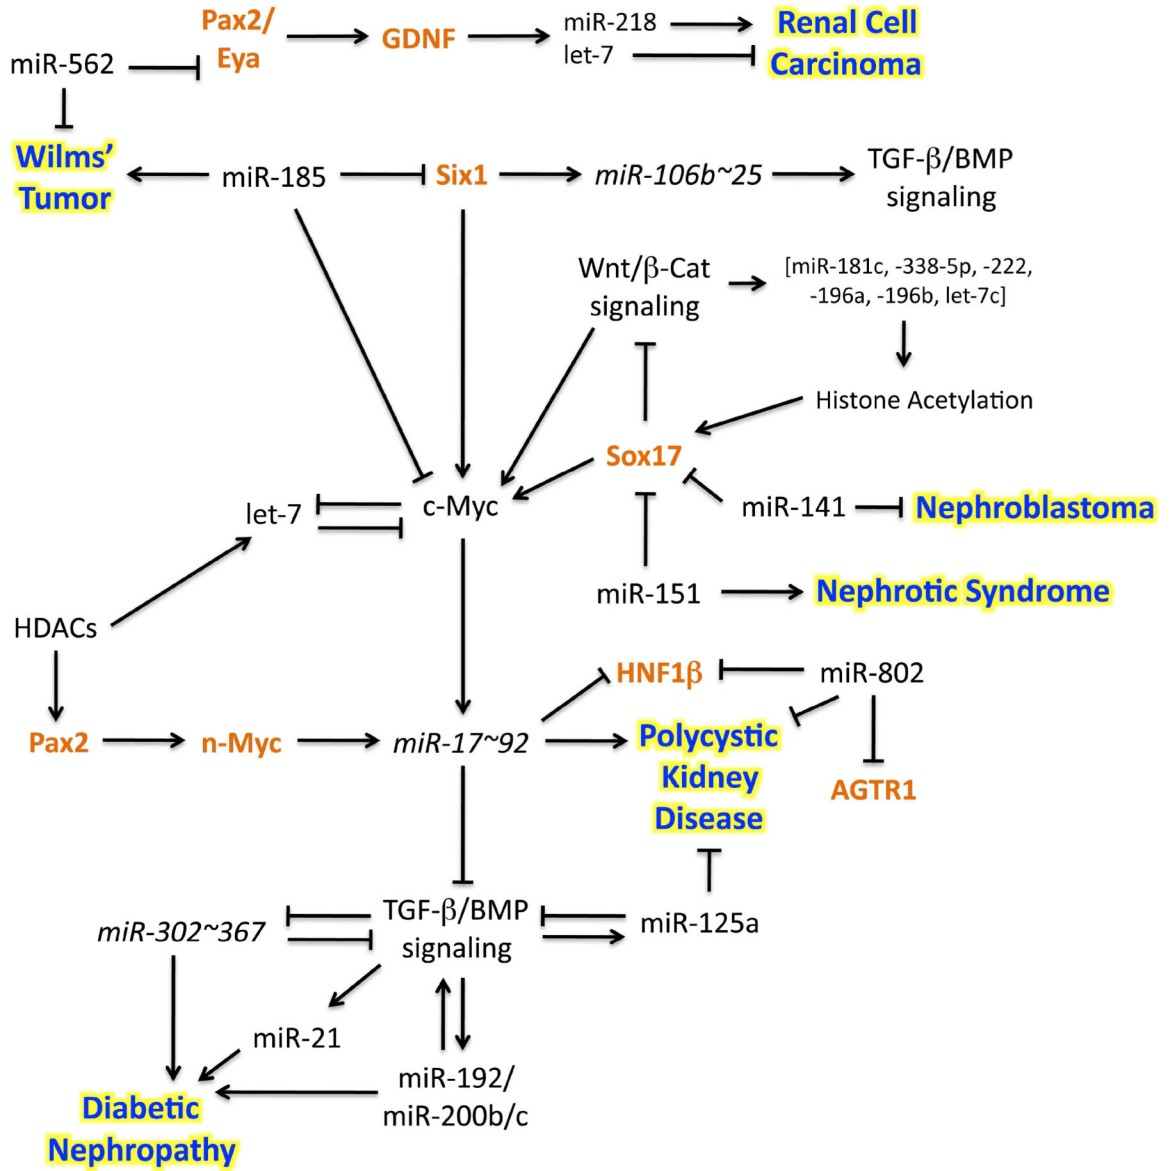 Pax2/
Eya
GDNF
miR-218
let-7
Renal Cell
Carcinoma
miR-562
Wilms’
Tumor
miR-185
Six1
miR-106b~25
TGF-β/BMP
signaling
Wnt/β-Cat
signaling
[miR-181c, -338-5p, -222,
-196a, -196b, let-7c]
Histone Acetylation
Sox17
let-7
c-Myc
miR-141
Nephroblastoma
miR-151
Nephrotic Syndrome
HDACs
HNF1β
miR-802
Pax2
n-Myc
miR-17~92
Polycystic
Kidney
Disease
AGTR1
miR-302~367
TGF-β/BMP
signaling
miR-125a
miR-21
miR-192/
miR-200b/c
Diabetic
Nephropathy